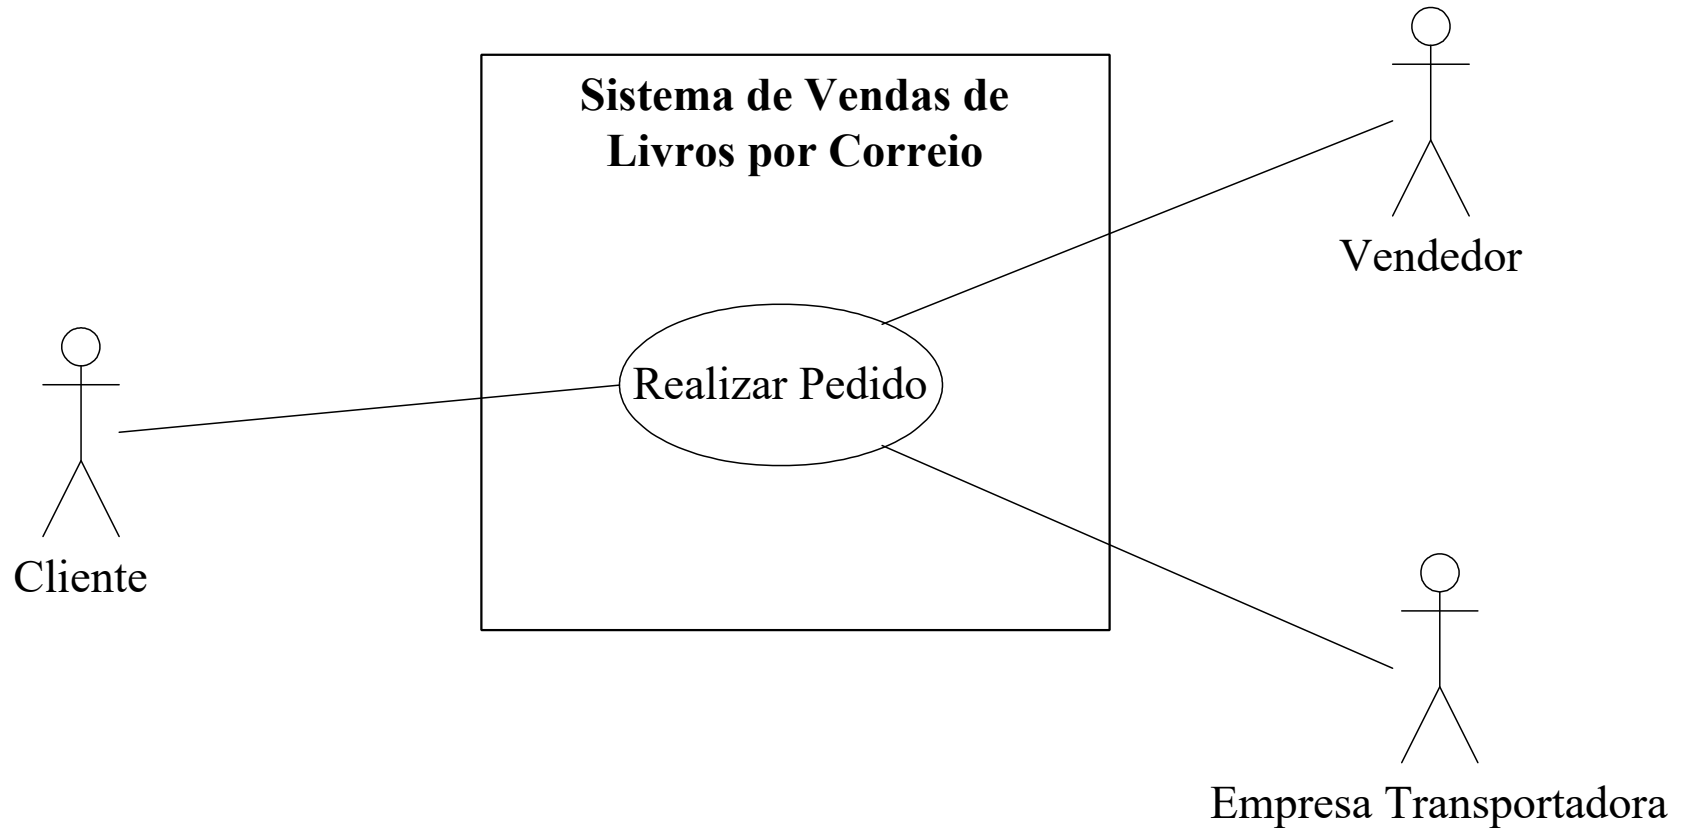 Sistema de Vendas de
Livros por Correio
Vendedor
Realizar Pedido
Cliente
Empresa Transportadora